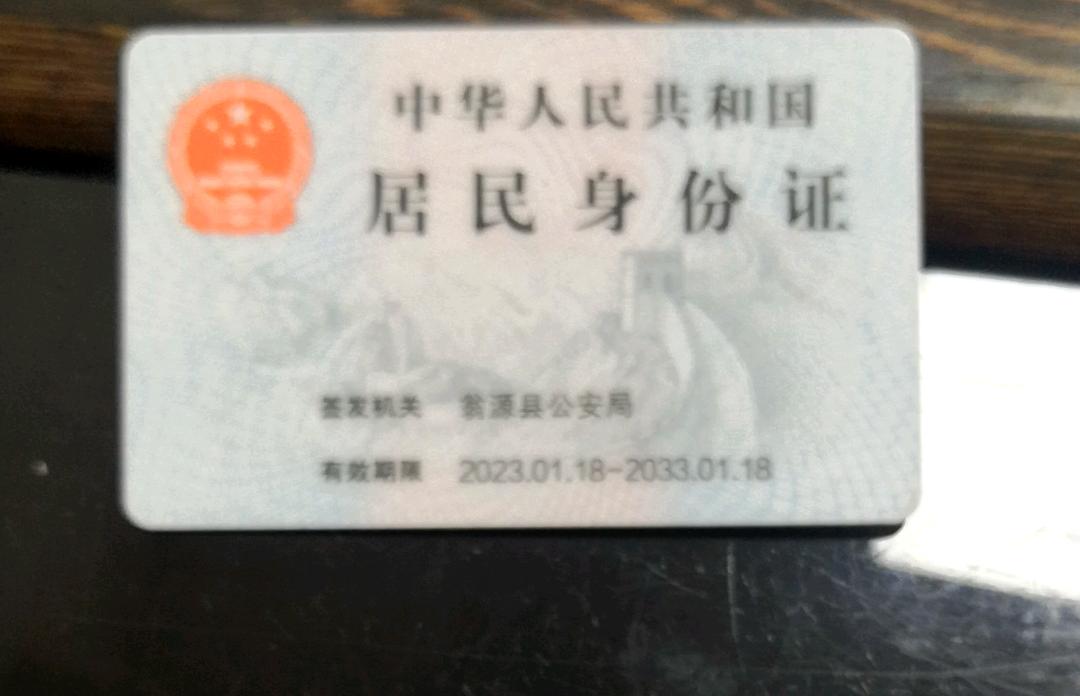 中华人民共和国
居民身份证
签发机关 翁源县公安局
有效期限 2023.01.18-2033.01.18